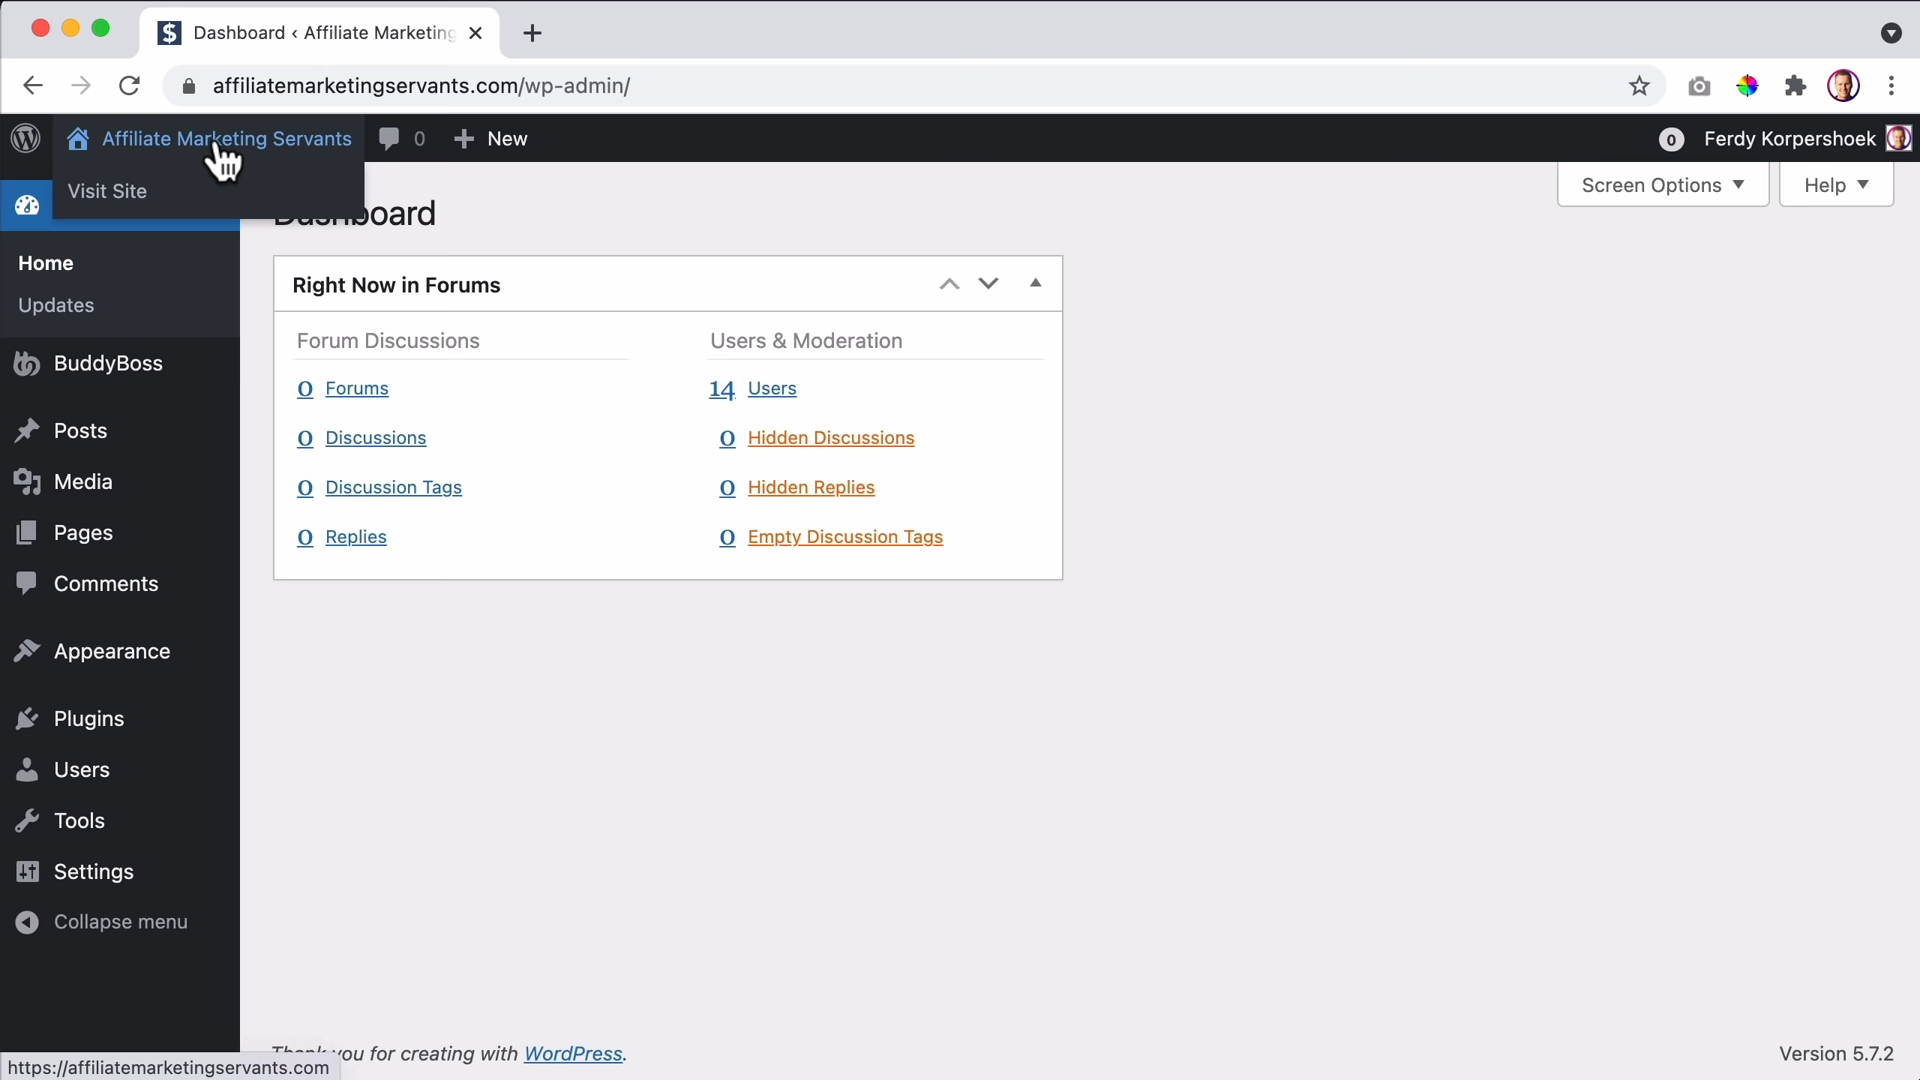 Dashboard ‹ Affiliate Marketing
affiliatemarketingservants.com/wp-admin/
Affiliate Marketing Servants
0
New
0
Ferdy Korpershoek
Visit Site
Screen Options
Help
Dashboard
Home
Updates
BuddyBoss
Posts
Media
Pages
Comments
Appearance
Plugins
Users
Tools
Settings
Collapse menu
Right Now in Forums
Forum Discussions
0 Forums
0 Discussions
0 Discussion Tags
0 Replies
Users & Moderation
14 Users
0 Hidden Discussions
0 Hidden Replies
0 Empty Discussion Tags
Thank you for creating with WordPress.
Version 5.7.2
https://affiliatemarketingservants.com